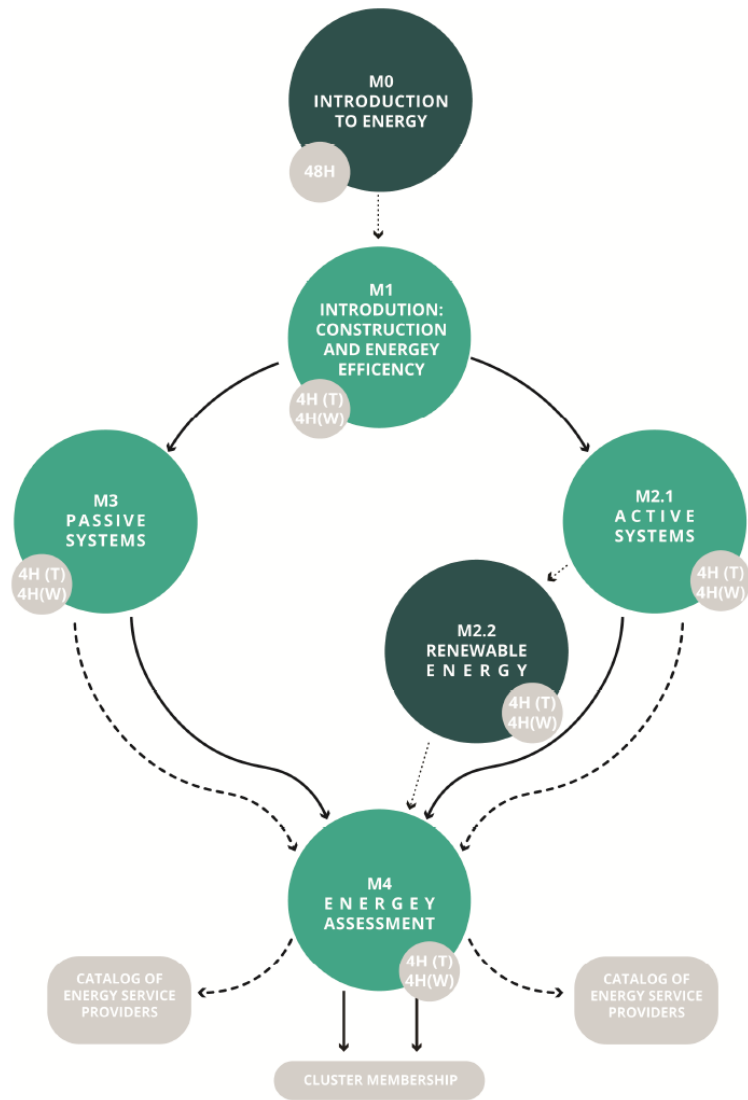 M0
INTRODUCTION
TO ENERGY
48H
M1
INTRODUTION:
CONSTRUCTION
AND ENERGEY
EFFICENCY
4H (T)
4H(W)
M3
PASSIVE
SYSTEMS
4H (T)
4H(W)
M2.1
ACTIVE
SYSTEMS
4H (T)
4H(W)
M2.2
RENEWABLE
ENERGY
4H (T)
4H(W)
M4
ENERGEY
ASSESSMENT
4H (T)
4H(W)
CATALOG OF
ENERGY SERVICE
PROVIDERS
CATALOG OF
ENERGY SERVICE
PROVIDERS
CLUSTER MEMBERSHIP